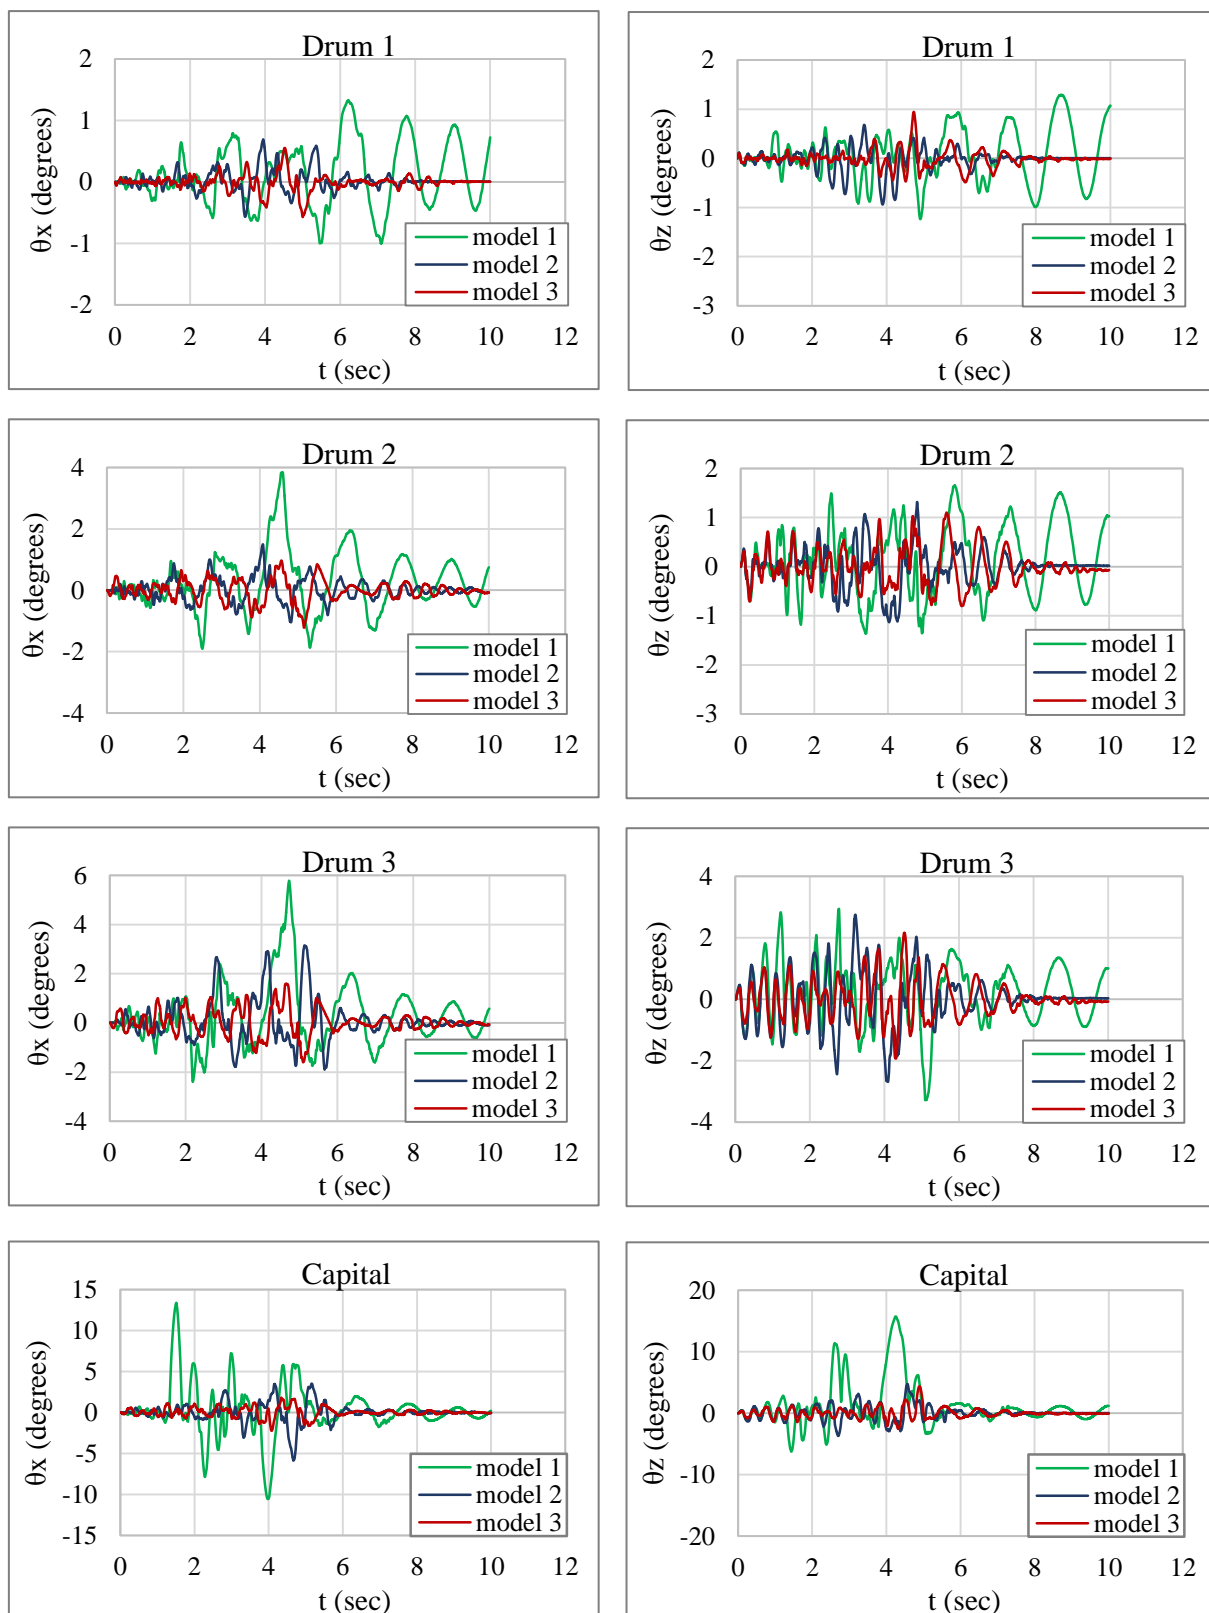 Drum 1
2
1
0
-1
-2
θx (degrees)
model 1
model 2
model 3
0 2 4 6 8 10 12
t (sec)
Drum 1
2
1
0
-1
-2
-3
θz (degrees)
model 1
model 2
model 3
0 2 4 6 8 10 12
t (sec)
Drum 2
4
2
0
-2
-4
θx (degrees)
model 1
model 2
model 3
0 2 4 6 8 10 12
t (sec)
Drum 2
2
1
0
-1
-2
-3
θz (degrees)
model 1
model 2
model 3
0 2 4 6 8 10 12
t (sec)
Drum 3
6
4
2
0
-2
-4
θx (degrees)
model 1
model 2
model 3
0 2 4 6 8 10 12
t (sec)
Drum 3
4
2
0
-2
-4
θz (degrees)
model 1
model 2
model 3
0 2 4 6 8 10 12
t (sec)
Capital
15
10
5
0
-5
-10
-15
θx (degrees)
model 1
model 2
model 3
0 2 4 6 8 10 12
t (sec)
Capital
20
10
0
-10
-20
θz (degrees)
model 1
model 2
model 3
0 2 4 6 8 10 12
t (sec)